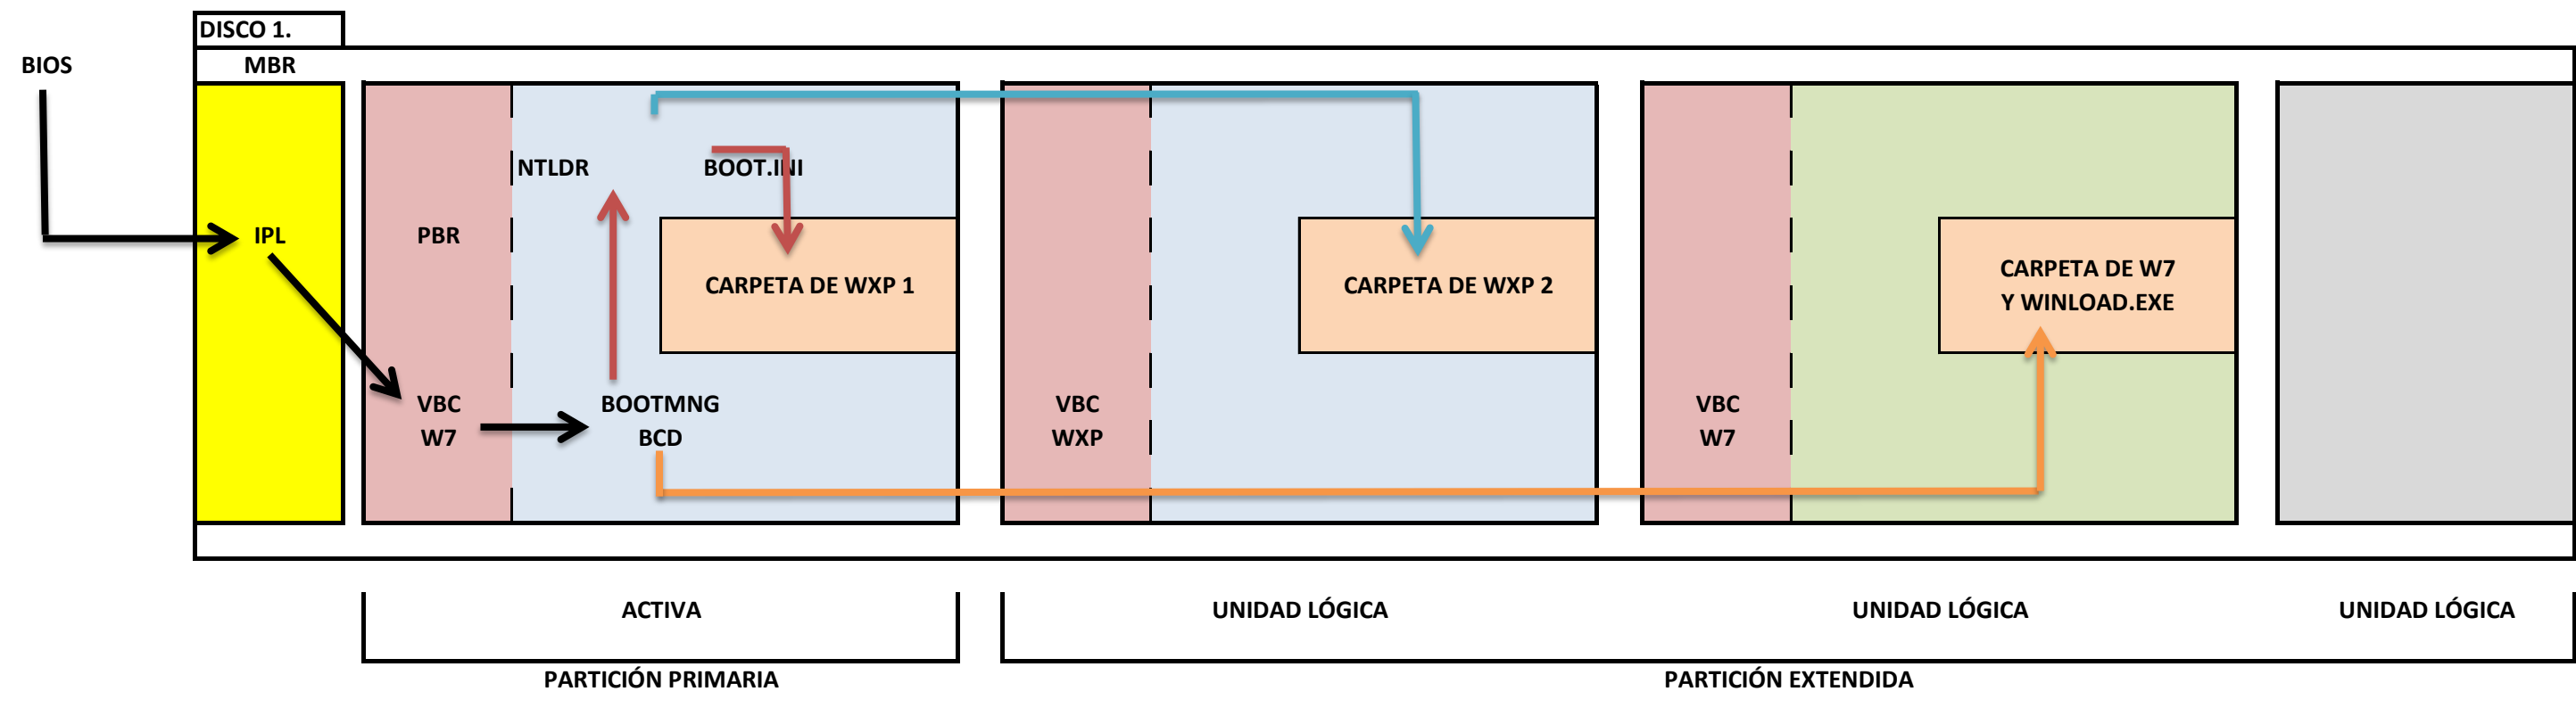 DISCO 1.
BIOS
MBR
NTLDR
BOOT.INI
IPL
PBR
CARPETA DE WXP 1
CARPETA DE WXP 2
CARPETA DE W7
Y WINLOAD.EXE
VBC
W7
BOOTMNG
BCD
VBC
WXP
VBC
W7
ACTIVA
UNIDAD LÓGICA
UNIDAD LÓGICA
UNIDAD LÓGICA
PARTICIÓN PRIMARIA
PARTICIÓN EXTENDIDA